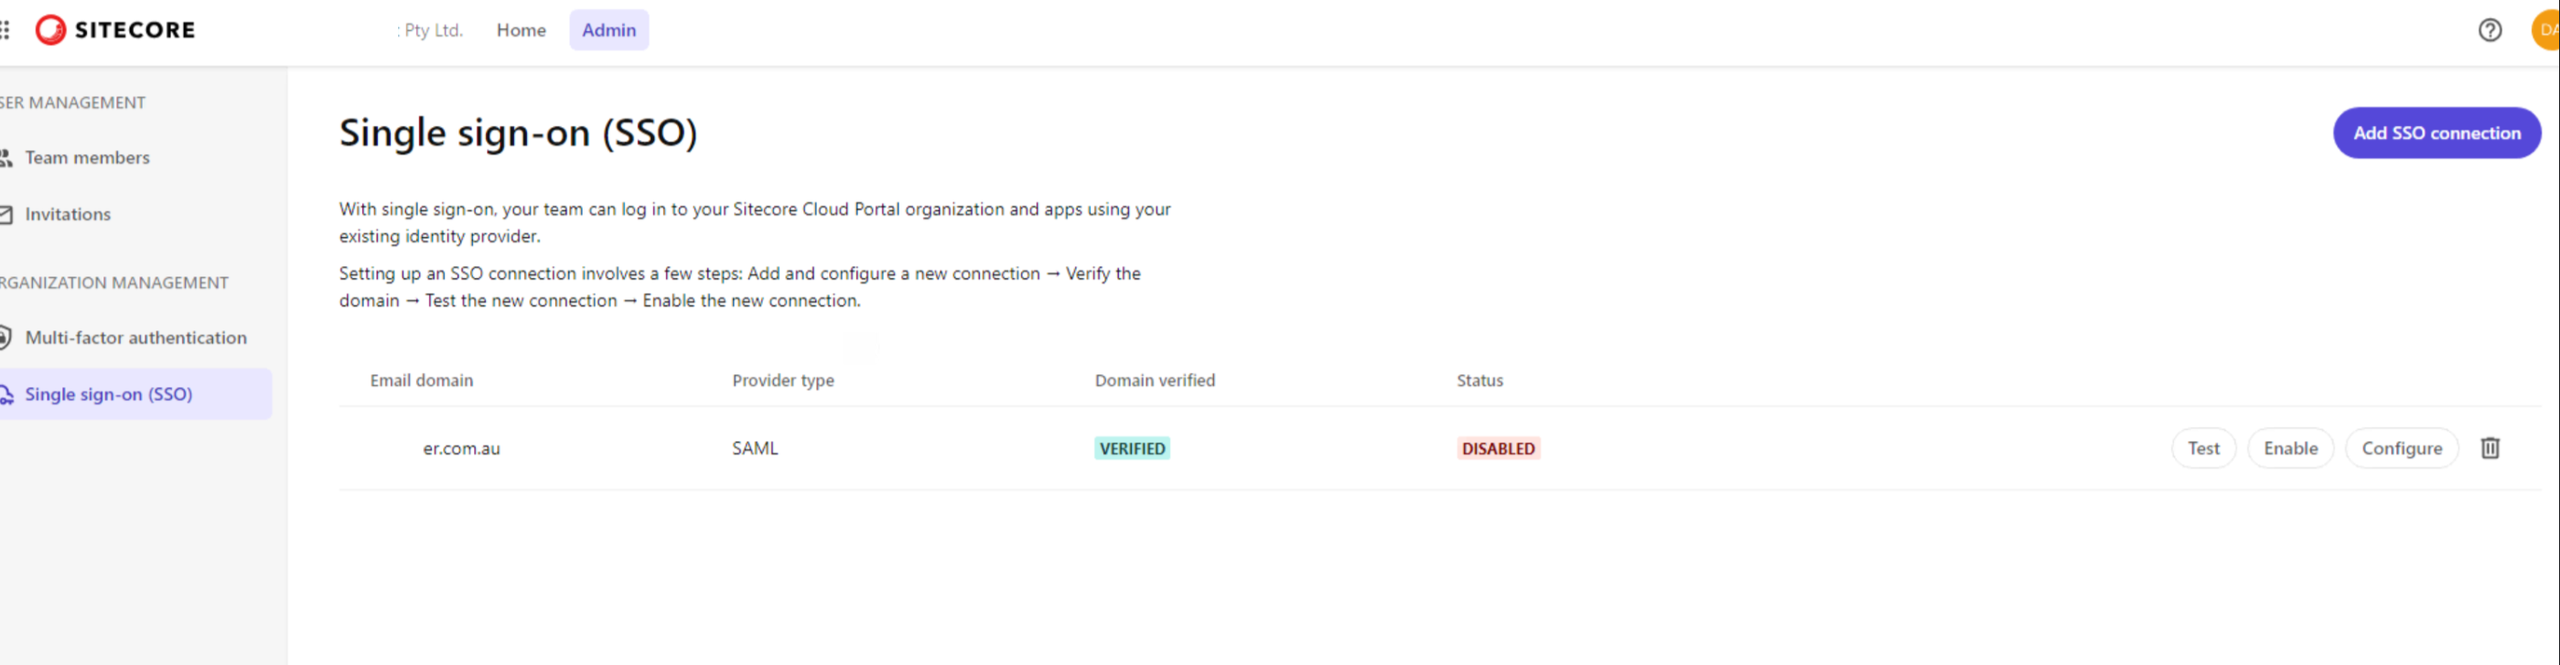 SITECORE
: Pty Ltd.
Home
Admin
DA
SER MANAGEMENT
Team members
Invitations
RGANIZATION MANAGEMENT
Multi-factor authentication
Single sign-on (SSO)
Single sign-on (SSO)
Add SSO connection
With single sign-on, your team can log in to your Sitecore Cloud Portal organization and apps using your
existing identity provider.
Setting up an SSO connection involves a few steps: Add and configure a new connection → Verify the
domain → Test the new connection → Enable the new connection.
Email domain
Provider type
Domain verified
Status
er.com.au
SAML
VERIFIED
DISABLED
Test
Enable
Configure